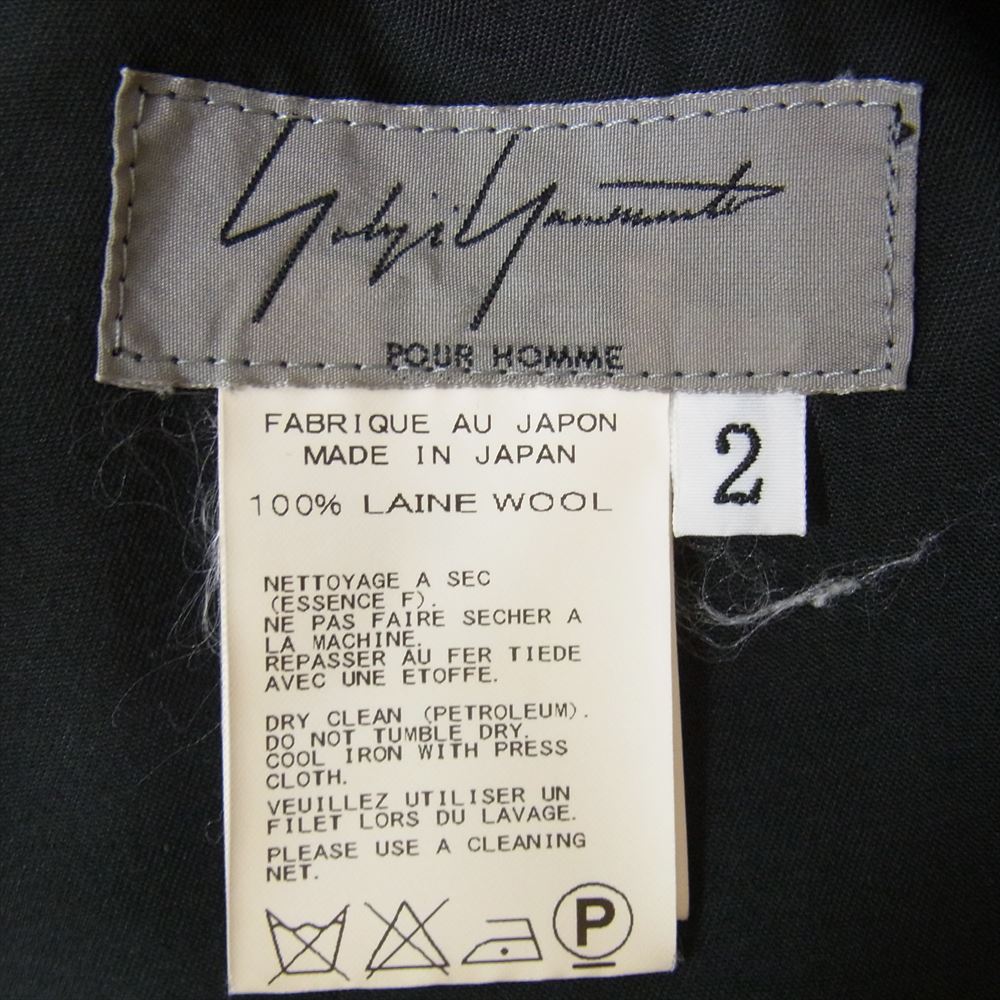 Yohji Yamamoto
POUR HOMME
FABRIQUE AU JAPON
MADE IN JAPAN
100% LAINE WOOL
2
NETTOYAGE A SEC
(ESSENCE F).
NE PAS FAIRE SECHER A
LA MACHINE.
REPASSER AU FER TIEDE
AVEC UNE ETOFFE.
DRY CLEAN (PETROLEUM).
DO NOT TUMBLE DRY.
COOL IRON WITH PRESS
CLOTH.
VEUILLEZ UTILISER UN
FILET LORS DU LAVAGE.
PLEASE USE A CLEANING
NET.
P